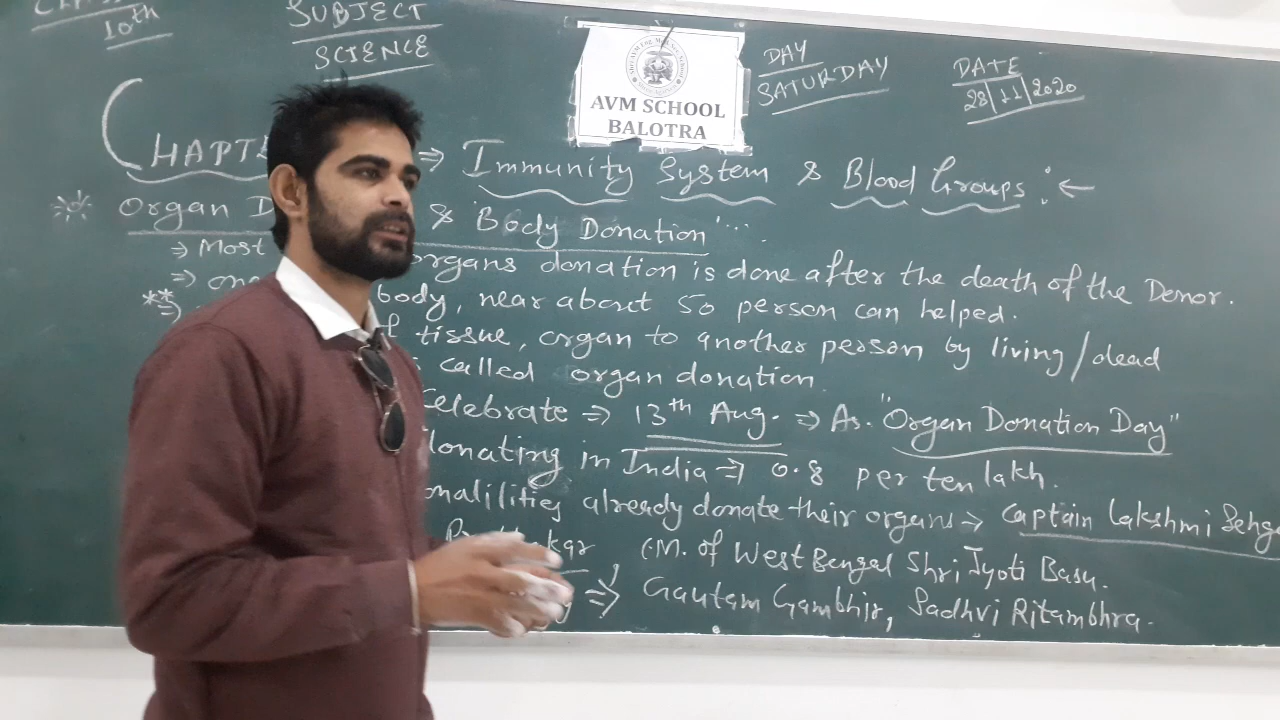 10th
SUBJECT
SCIENCE
AVM SCHOOL
BALOTRA
DAY
SATURDAY
DATE
28|11|2020
CHAPTE ⇒ Immunity System & Blood Groups :←
Organ D & "Body Donation"....
⇒ Most organs donation is done after the death of the Donor.
⇒ one body, near about 50 person can helped.
tissue, organ to another person by living/dead
called organ donation.
Celebrate ⇒ 13th Aug. ⇒ As. "Organ Donation Day"
donating in India ⇒ 0.8 per ten lakh.
nalilities already donate their organs ⇒ Captain Lakshmi Sehg
kar C.M. of West Bengal Shri Jyoti Basu.
⇒ Gautam Gambhir, Sadhvi Ritambhra.